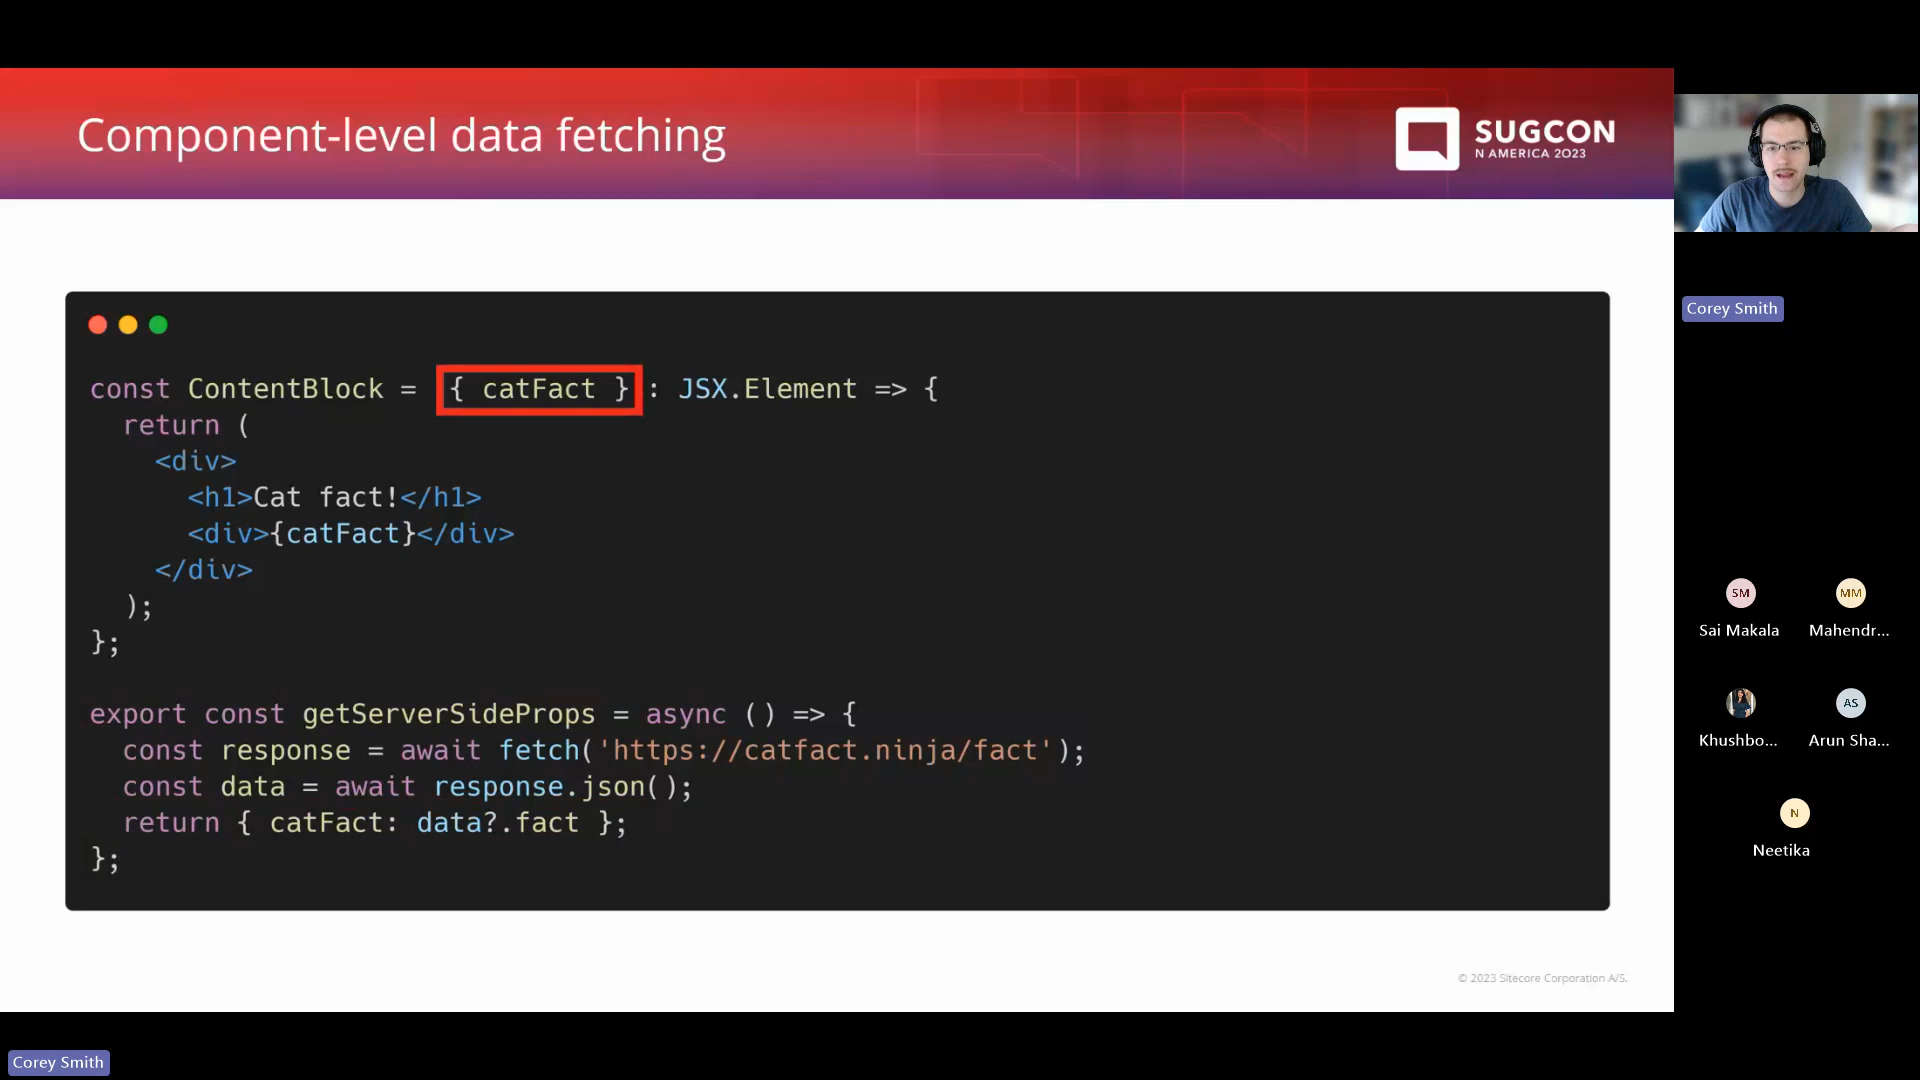 Component-level data fetching
SUGCON
N AMERICA 2023
const ContentBlock = { catFact } : JSX.Element => {
return (
<div>
<h1>Cat fact!</h1>
<div>{catFact}</div>
</div>
);
};
export const getServerSideProps = async () => {
const response = await fetch('https://catfact.ninja/fact');
const data = await response.json();
return { catFact: data?.fact };
};
© 2023 Sitecore Corporation A/S.
Corey Smith
SM
MM
Sai Makala
Mahendr...
AS
Khushbo...
Arun Sha...
N
Neetika
Corey Smith